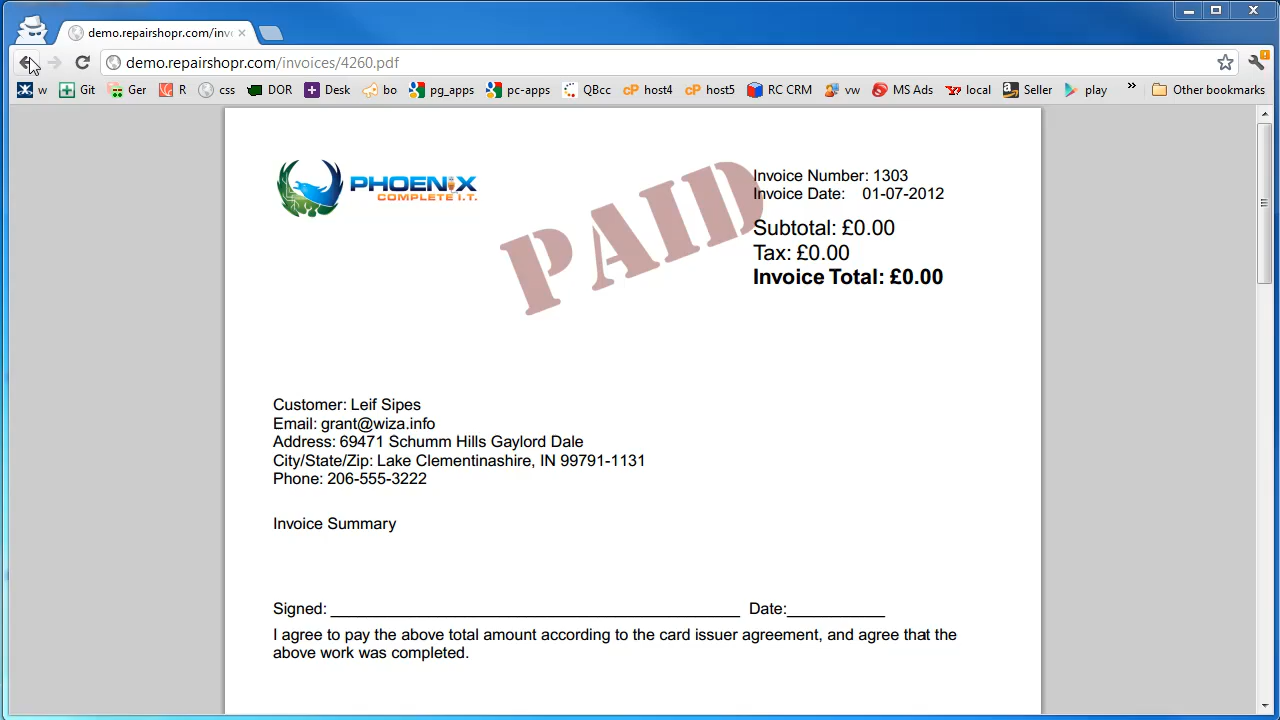 demo.repairshopr.com/inv
demo.repairshopr.com/invoices/4260.pdf
w Git Ger R css DOR Desk bo pg_apps pc-apps QBcc host4 host5 RC CRM vw MS Ads local Seller play » Other bookmarks
PHOENIX
COMPLETE I.T.
PAID
Invoice Number: 1303
Invoice Date: 01-07-2012
Subtotal: £0.00
Tax: £0.00
Invoice Total: £0.00
Customer: Leif Sipes
Email: grant@wiza.info
Address: 69471 Schumm Hills Gaylord Dale
City/State/Zip: Lake Clementinashire, IN 99791-1131
Phone: 206-555-3222
Invoice Summary
Signed: ______________________ Date:__________
I agree to pay the above total amount according to the card issuer agreement, and agree that the
above work was completed.